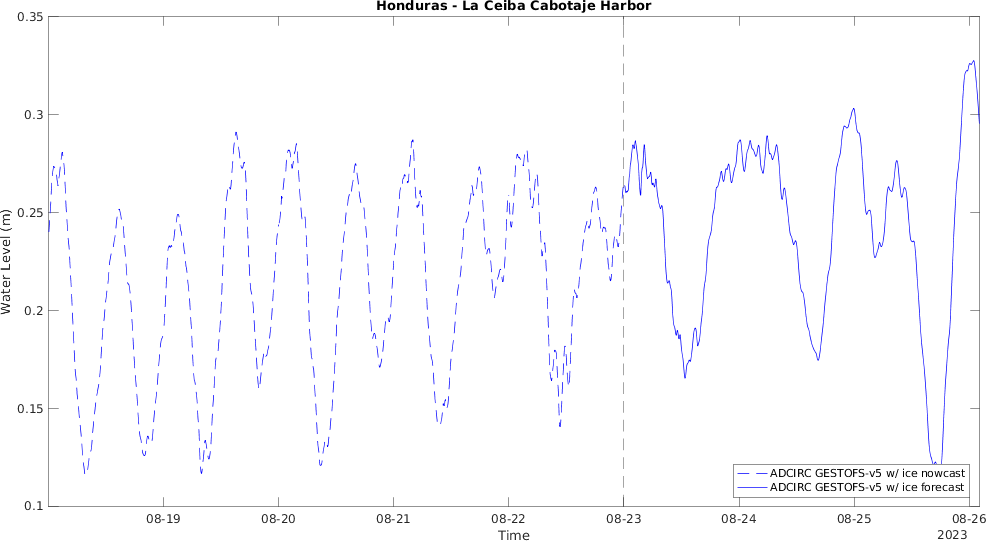 Honduras - La Ceiba Cabotaje Harbor
0.35
0.3
0.25
0.2
0.15
0.1
Water Level (m)
08-19 08-20 08-21 08-22 08-23 08-24 08-25 08-26
Time
2023
ADCIRC GESTOFS-v5 w/ ice nowcast
ADCIRC GESTOFS-v5 w/ ice forecast